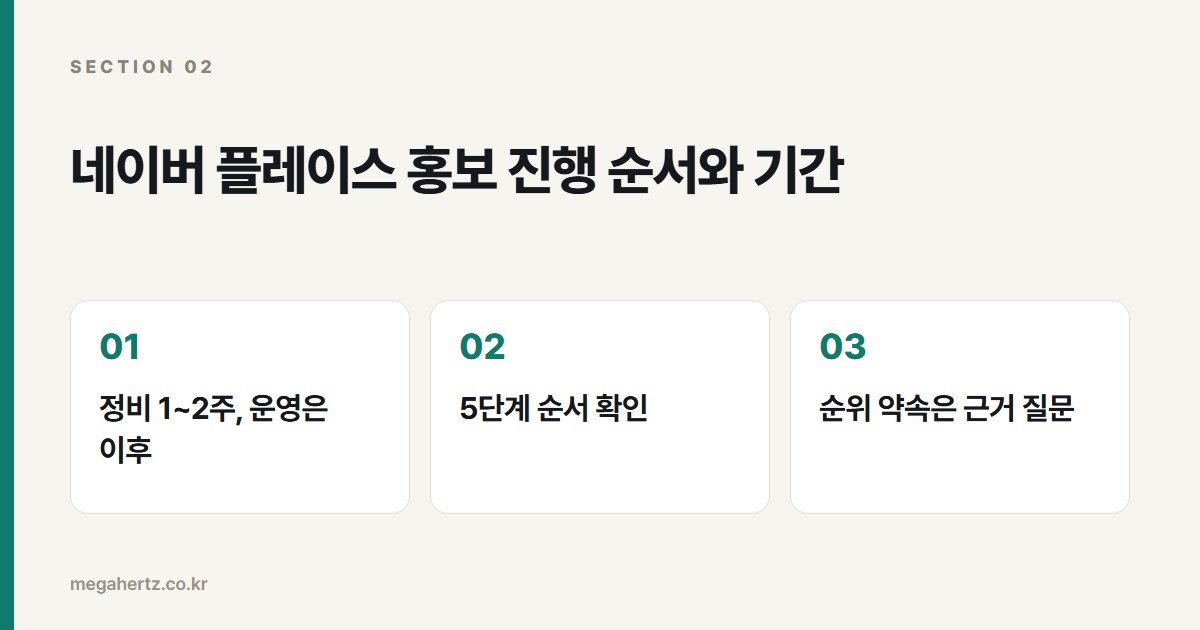 SECTION 02
네이버 플레이스 홍보 진행 순서와 기간
01
정비 1~2주, 운영은
이후
02
5단계 순서 확인
03
순위 약속은 근거 질문
megahertz.co.kr